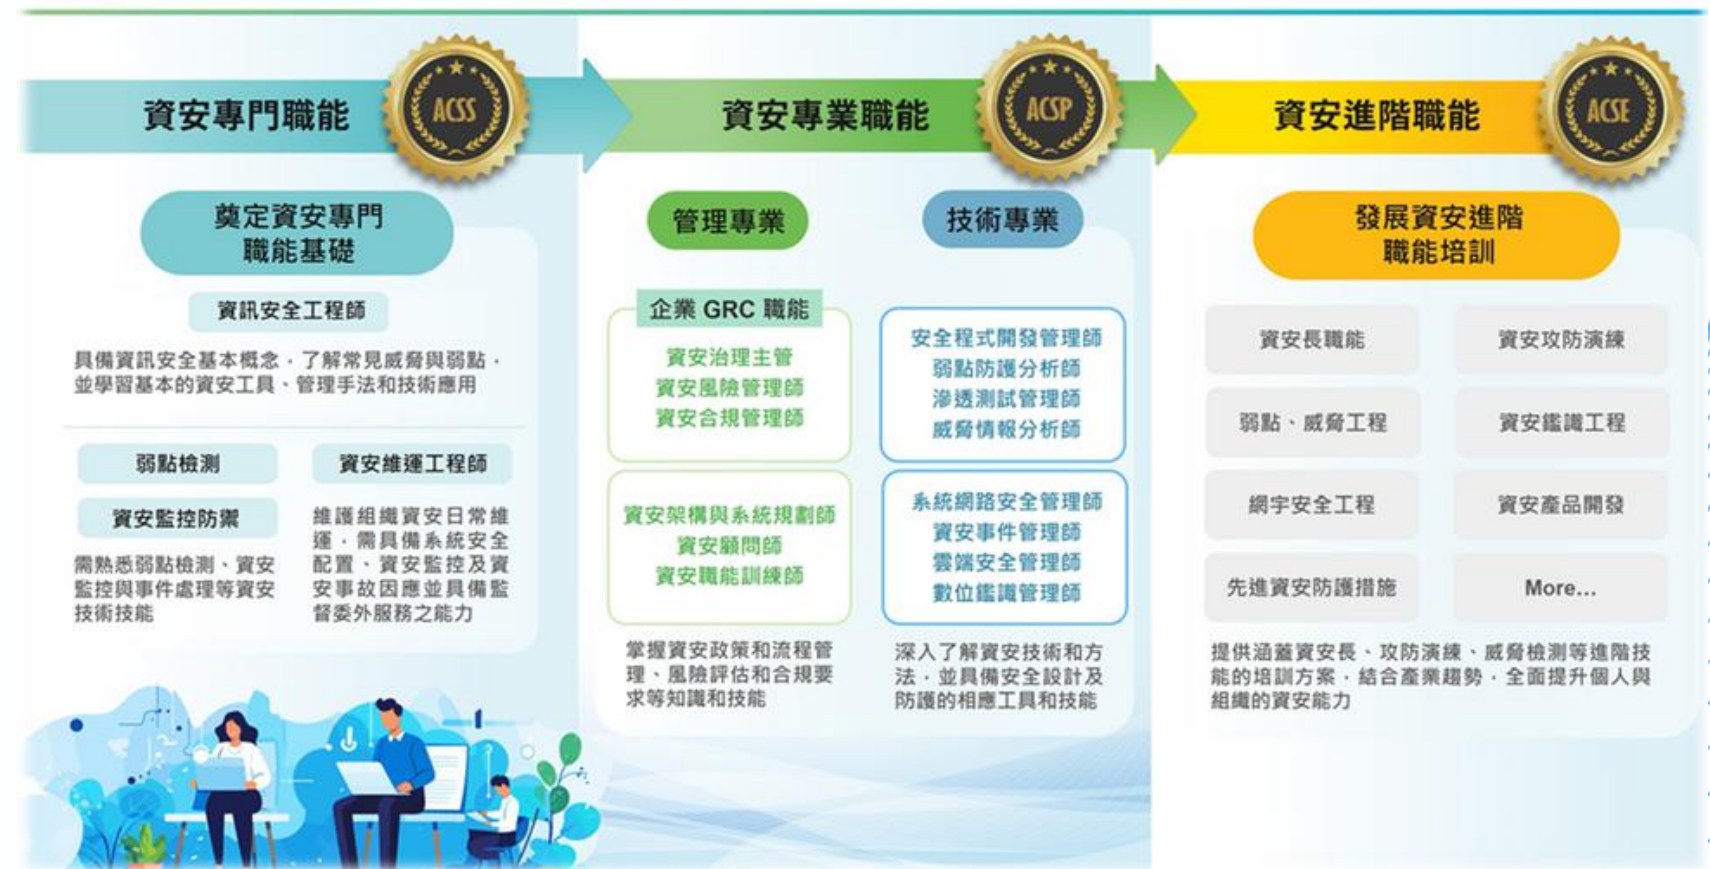 資安專門職能
ACSS
資安專業職能
ACSP
資安進階職能
ACSE
奠定資安專門
職能基礎
資訊安全工程師
具備資訊安全基本概念，了解常見威脅與弱點，
並學習基本的資安工具、管理手法和技術應用
弱點檢測
資安監控防禦
需熟悉弱點檢測、資安
監控與事件處理等資安
技術技能
資安維運工程師
維護組織資安日常維
運，需具備系統安全
配置、資安監控及資
安事故因應並具備監
督委外服務之能力
管理專業
企業 GRC 職能
資安治理主管
資安風險管理師
資安合規管理師
資安架構與系統規劃師
資安顧問師
資安職能訓練師
掌握資安政策和流程管
理、風險評估和合規要
求等知識和技能
技術專業
安全程式開發管理師
弱點防護分析師
滲透測試管理師
威脅情報分析師
系統網路安全管理師
資安事件管理師
雲端安全管理師
數位鑑識管理師
深入了解資安技術和方
法，並具備安全設計及
防護的相應工具和技能
發展資安進階
職能培訓
資安長職能
資安攻防演練
弱點、威脅工程
資安鑑識工程
網宇安全工程
資安產品開發
先進資安防護措施
More...
提供涵蓋資安長、攻防演練、威脅檢測等進階技
能的培訓方案，結合產業趨勢，全面提升個人與
組織的資安能力